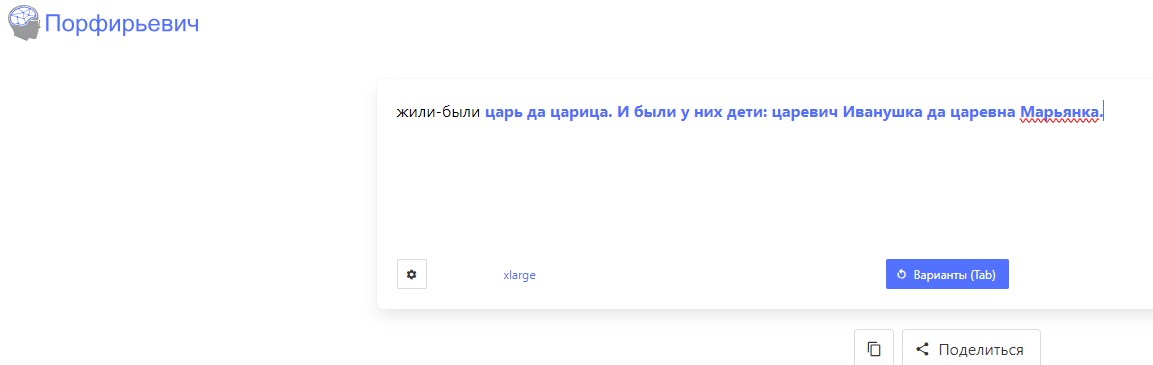 Порфирьевич
жили-были царь да царица. И были у них дети: царевич Иванушка да царевна Марьянка.
xlarge
Варианты (Tab)
Поделиться